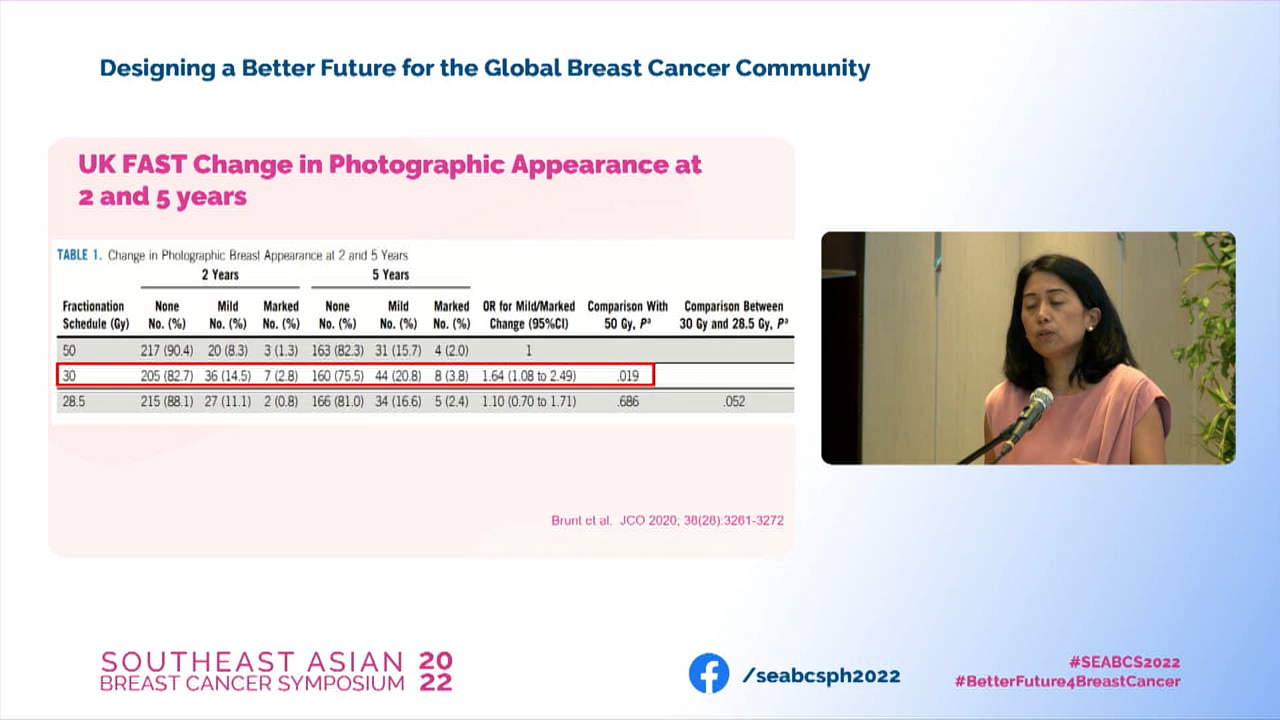 Designing a Better Future for the Global Breast Cancer Community
UK FAST Change in Photographic Appearance at
2 and 5 years
TABLE 1. Change in Photographic Breast Appearance at 2 and 5 Years
2 Years 5 Years
Fractionation None Mild Marked None Mild Marked OR for Mild/Marked Comparison With Comparison Between
Schedule (Gy) No. (%) No. (%) No. (%) No. (%) No. (%) No. (%) Change (95%CI) 50 Gy, Pᵃ 30 Gy and 28.5 Gy, Pᵃ
50 217 (90.4) 20 (8.3) 3 (1.3) 163 (82.3) 31 (15.7) 4 (2.0) 1
30 205 (82.7) 36 (14.5) 7 (2.8) 160 (75.5) 44 (20.8) 8 (3.8) 1.64 (1.08 to 2.49) .019
28.5 215 (88.1) 27 (11.1) 2 (0.8) 166 (81.0) 34 (16.6) 5 (2.4) 1.10 (0.70 to 1.71) .686 .052
Brunt et al. JCO 2020; 38(28):3261-3272
SOUTHEAST ASIAN 20
BREAST CANCER SYMPOSIUM 22
/seabcsph2022
#SEABCS2022
#BetterFuture4BreastCancer